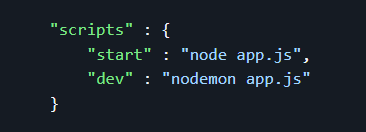 "scripts" : {
"start" : "node app.js",
"dev" : "nodemon app.js"
}